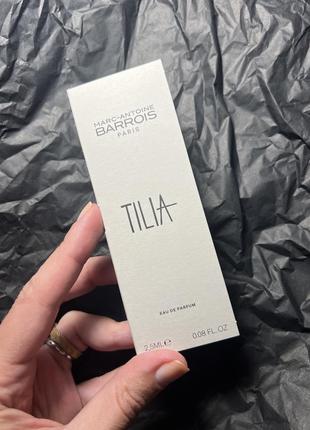 MARC-ANTOINE
BARROIS
PARIS
TILIA
EAU DE PARFUM
2.5ML℮ 0.08 FL.OZ